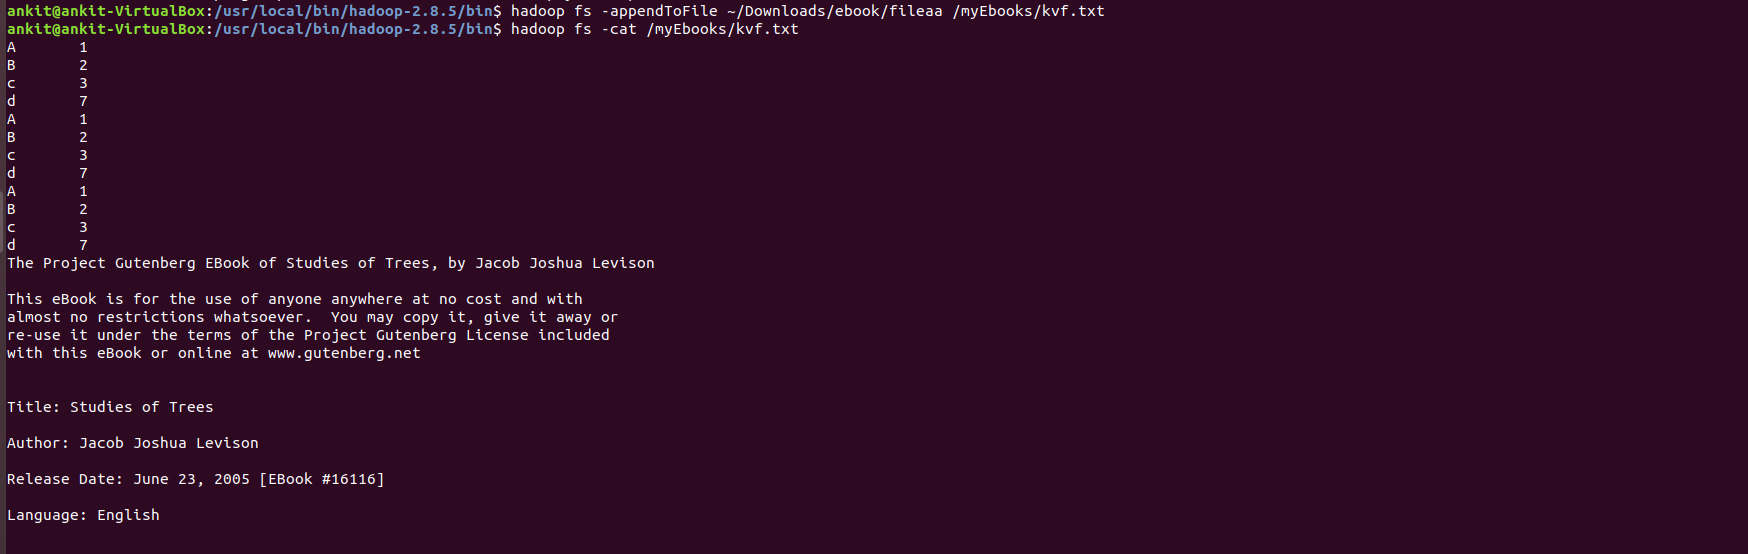 ankit@ankit-VirtualBox:/usr/local/bin/hadoop-2.8.5/bin$ hadoop fs -appendToFile ~/Downloads/ebook/fileaa /myEbooks/kvf.txt
ankit@ankit-VirtualBox:/usr/local/bin/hadoop-2.8.5/bin$ hadoop fs -cat /myEbooks/kvf.txt
A       1
B       2
c       3
d       7
A       1
B       2
c       3
d       7
A       1
B       2
c       3
d       7
The Project Gutenberg EBook of Studies of Trees, by Jacob Joshua Levison
This eBook is for the use of anyone anywhere at no cost and with
almost no restrictions whatsoever.  You may copy it, give it away or
re-use it under the terms of the Project Gutenberg License included
with this eBook or online at www.gutenberg.net
Title: Studies of Trees
Author: Jacob Joshua Levison
Release Date: June 23, 2005 [EBook #16116]
Language: English